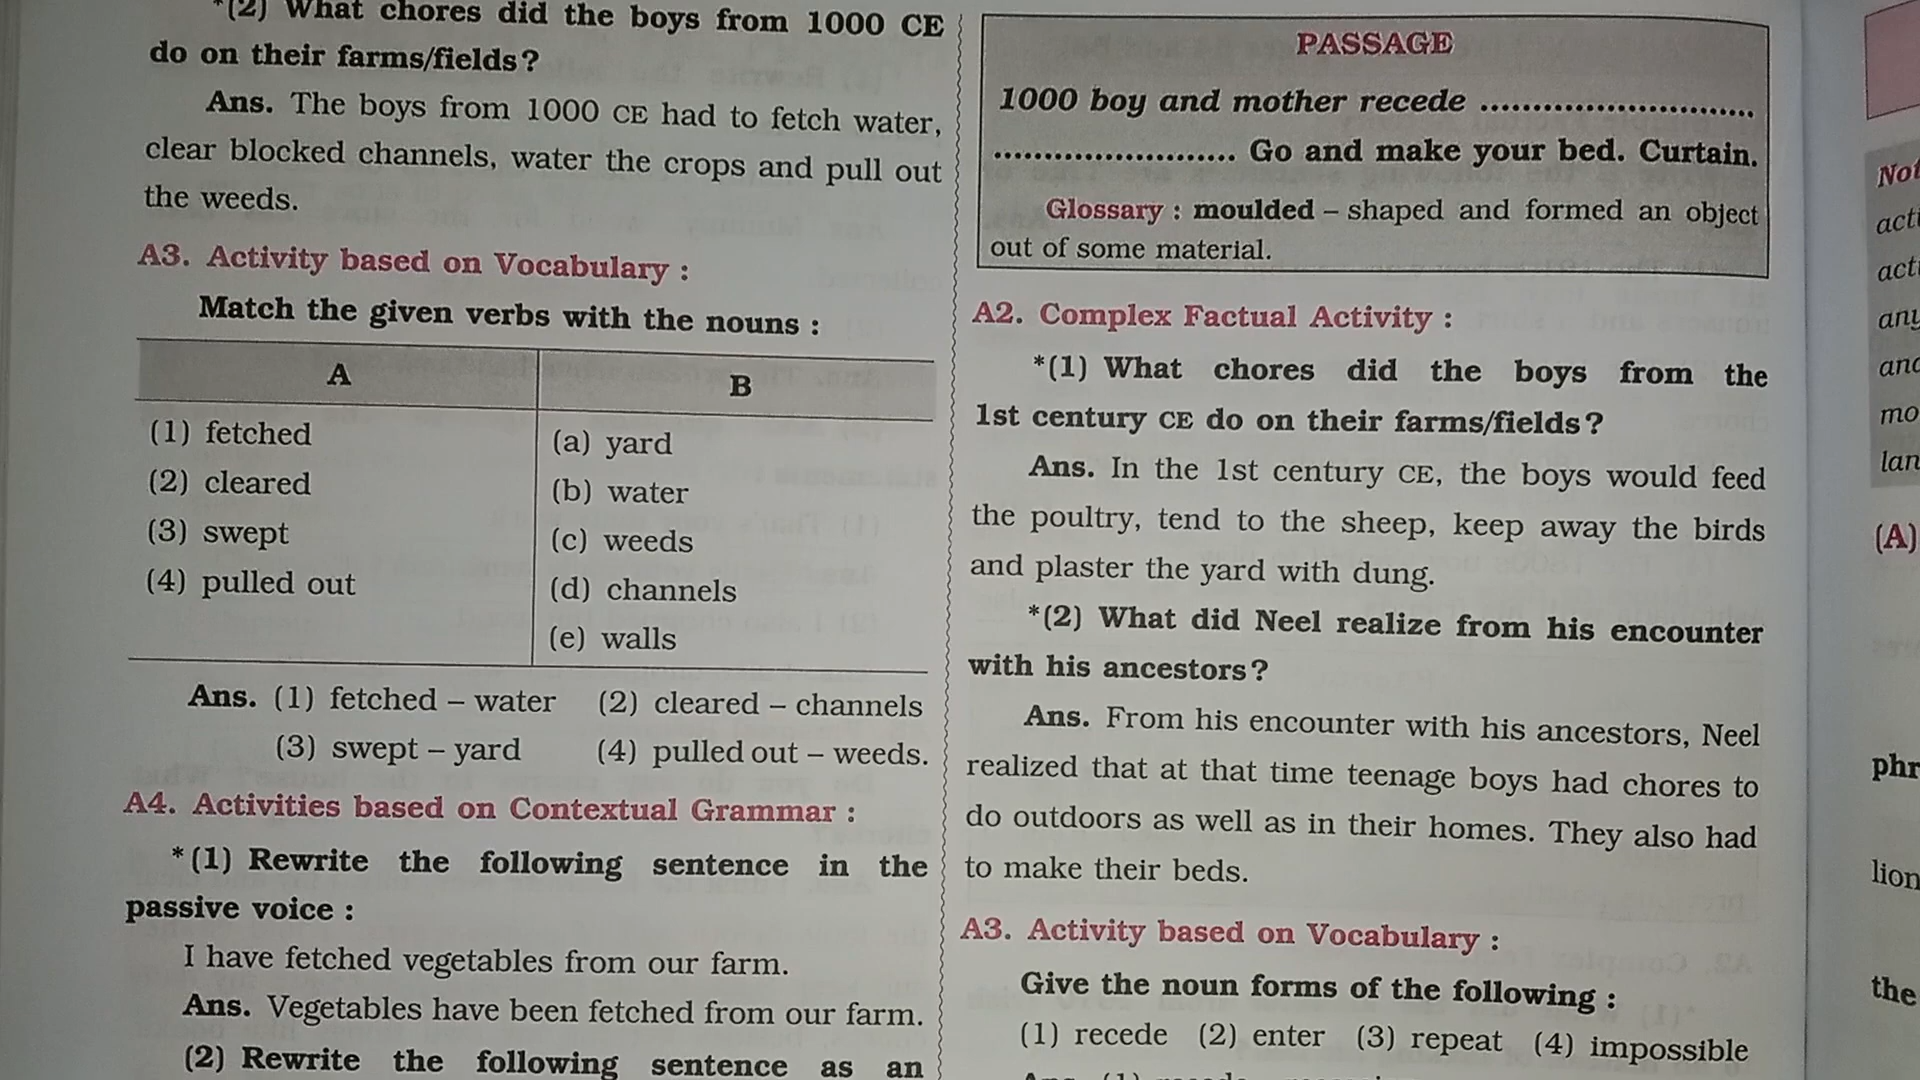 *(2) What chores did the boys from 1000 CE
do on their farms/fields?
Ans. The boys from 1000 CE had to fetch water,
clear blocked channels, water the crops and pull out
the weeds.
A3. Activity based on Vocabulary :
Match the given verbs with the nouns :
A B
(1) fetched (a) yard
(2) cleared (b) water
(3) swept (c) weeds
(4) pulled out (d) channels
(e) walls
Ans. (1) fetched – water (2) cleared – channels
(3) swept – yard (4) pulled out – weeds.
A4. Activities based on Contextual Grammar :
*(1) Rewrite the following sentence in the
passive voice :
I have fetched vegetables from our farm.
Ans. Vegetables have been fetched from our farm.
(2) Rewrite the following sentence as an
PASSAGE
1000 boy and mother recede ...........................
........................ Go and make your bed. Curtain.
Glossary : moulded – shaped and formed an object
out of some material.
A2. Complex Factual Activity :
*(1) What chores did the boys from the
1st century CE do on their farms/fields?
Ans. In the 1st century CE, the boys would feed
the poultry, tend to the sheep, keep away the birds
and plaster the yard with dung.
*(2) What did Neel realize from his encounter
with his ancestors?
Ans. From his encounter with his ancestors, Neel
realized that at that time teenage boys had chores to
do outdoors as well as in their homes. They also had
to make their beds.
A3. Activity based on Vocabulary :
Give the noun forms of the following :
(1) recede (2) enter (3) repeat (4) impossible
(A)
phr
lion
the